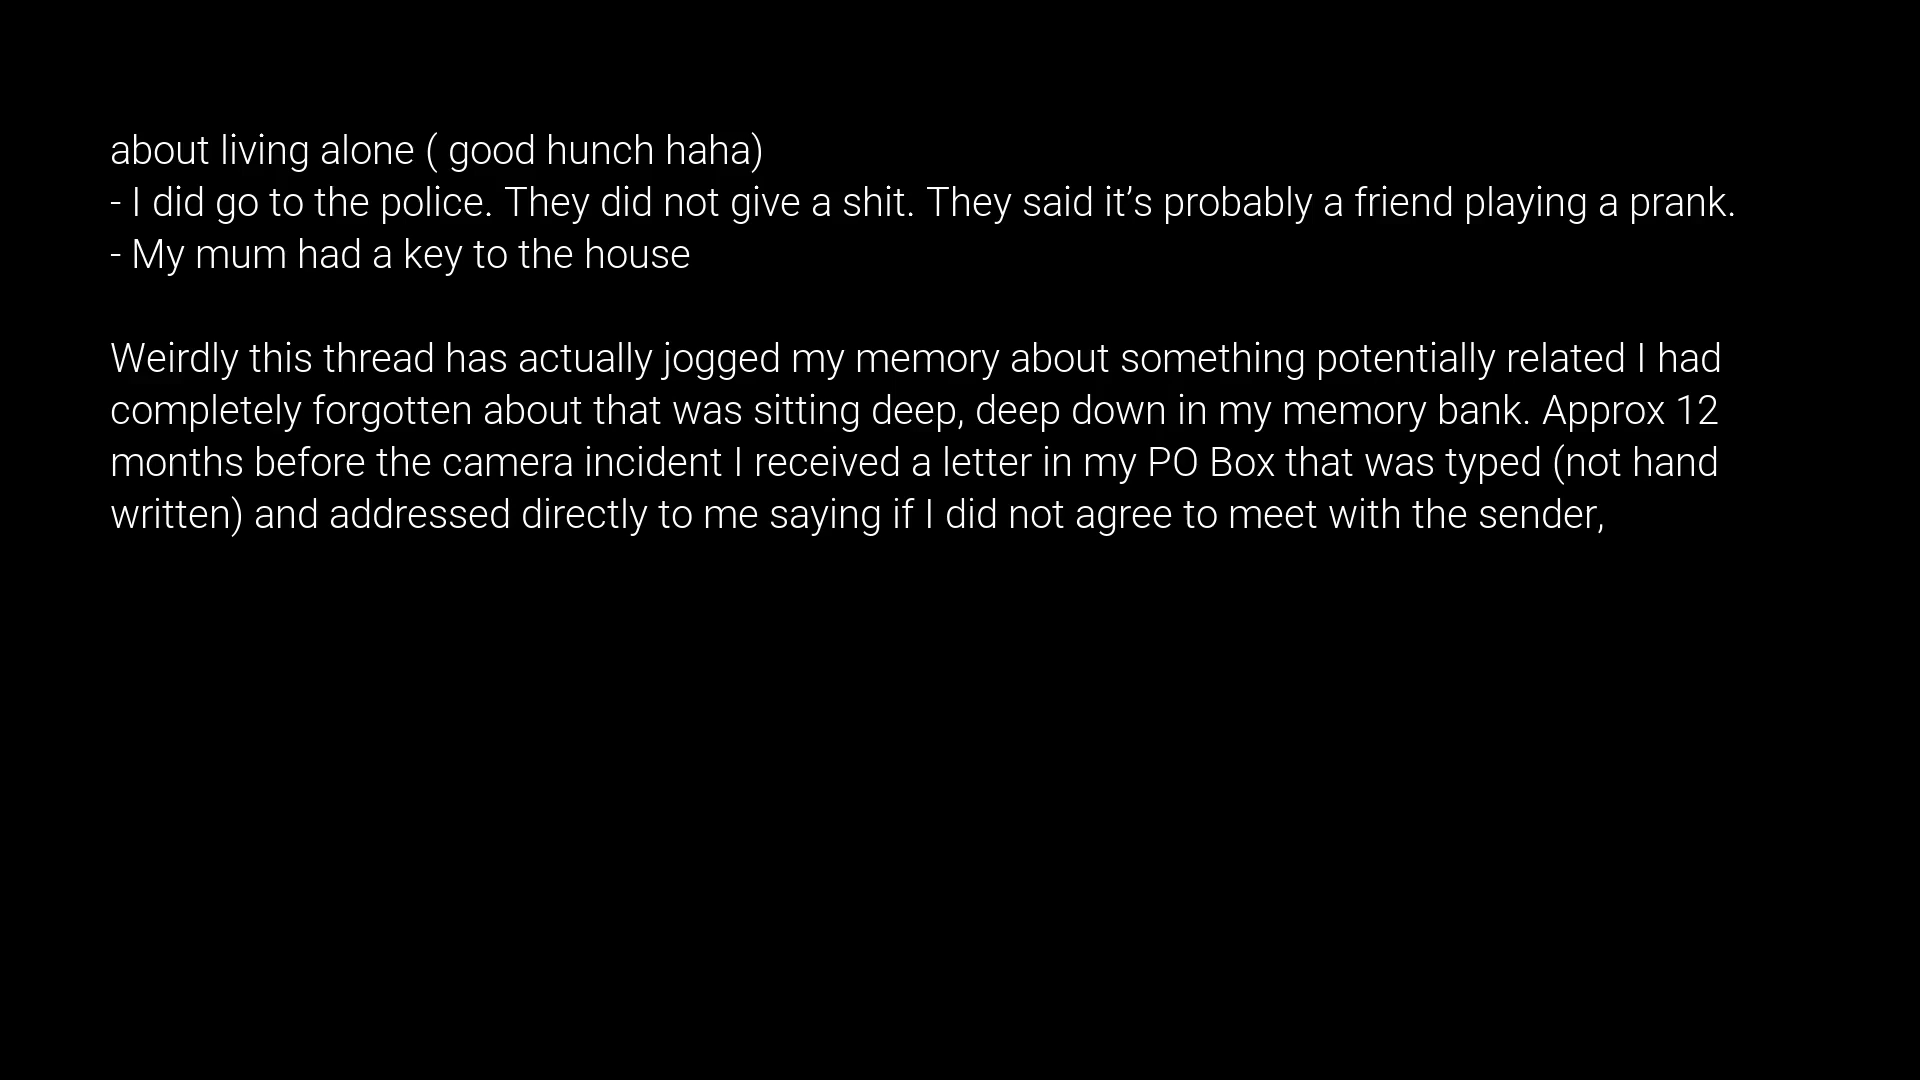 about living alone ( good hunch haha)
- I did go to the police. They did not give a shit. They said it’s probably a friend playing a prank.
- My mum had a key to the house
Weirdly this thread has actually jogged my memory about something potentially related I had
completely forgotten about that was sitting deep, deep down in my memory bank. Approx 12
months before the camera incident I received a letter in my PO Box that was typed (not hand
written) and addressed directly to me saying if I did not agree to meet with the sender,